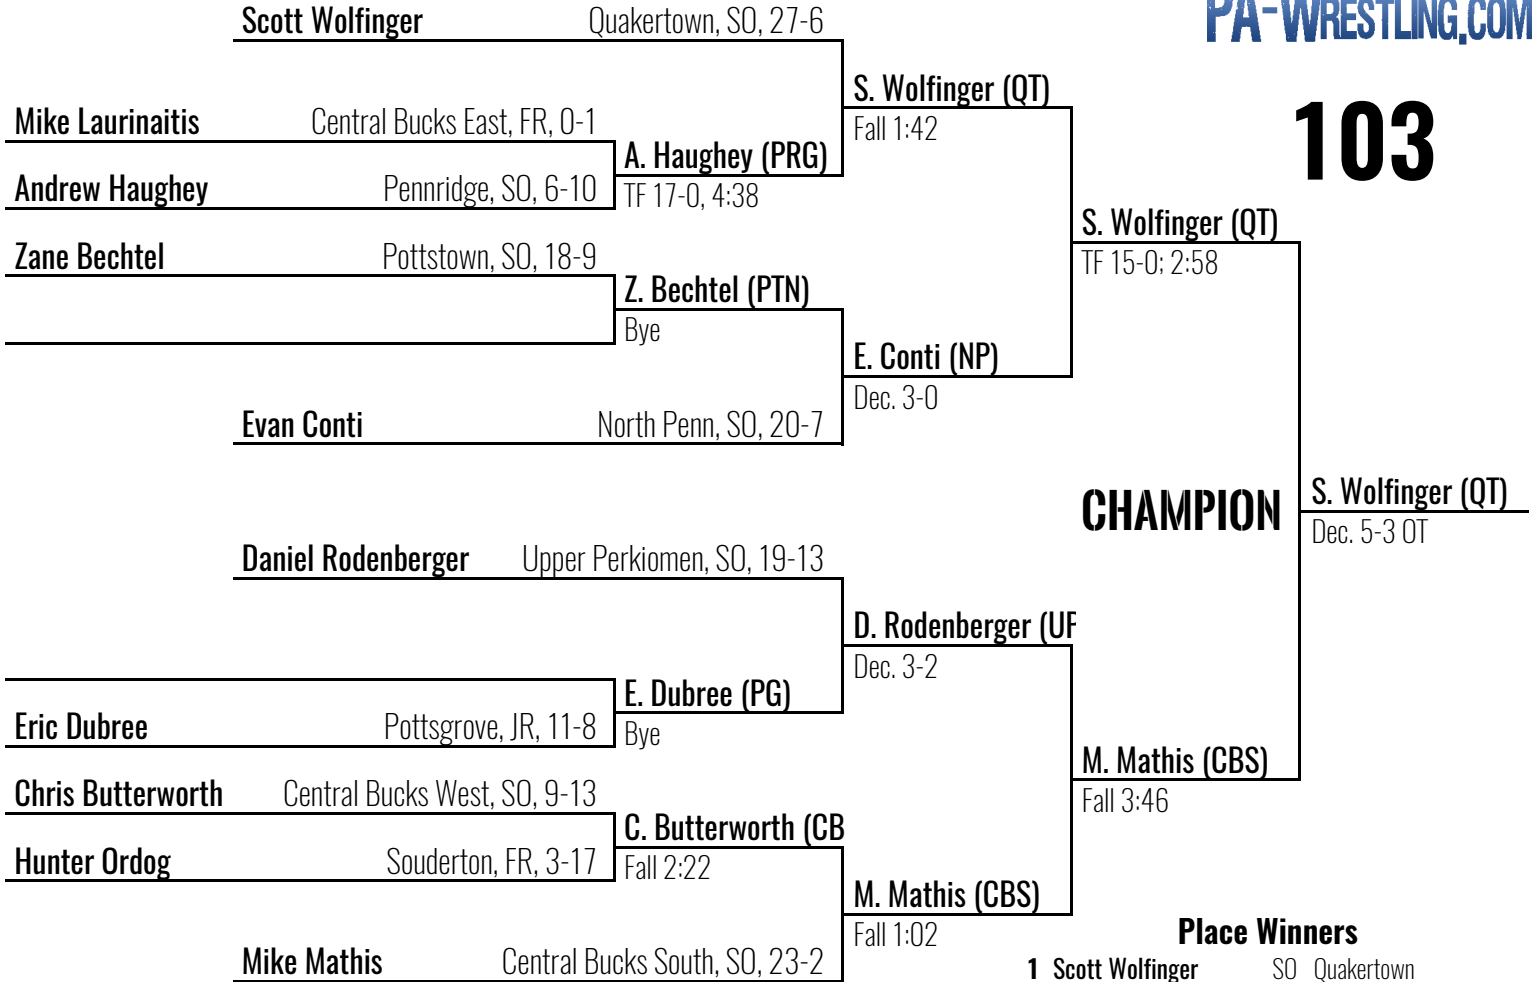 Scott Wolfinger Quakertown, SO, 27-6
PA-WRESTLING.COM
S. Wolfinger (QT)
Fall 1:42
103
Mike Laurinaitis Central Bucks East, FR, 0-1
A. Haughey (PRG)
TF 17-0, 4:38
Andrew Haughey Pennridge, SO, 6-10
S. Wolfinger (QT)
TF 15-0; 2:58
Zane Bechtel Pottstown, SO, 18-9
Z. Bechtel (PTN)
Bye
E. Conti (NP)
Dec. 3-0
Evan Conti North Penn, SO, 20-7
CHAMPION
S. Wolfinger (QT)
Dec. 5-3 OT
Daniel Rodenberger Upper Perkiomen, SO, 19-13
D. Rodenberger (UP
Dec. 3-2
E. Dubree (PG)
Bye
Eric Dubree Pottsgrove, JR, 11-8
M. Mathis (CBS)
Fall 3:46
Chris Butterworth Central Bucks West, SO, 9-13
C. Butterworth (CB
Fall 2:22
Hunter Ordog Souderton, FR, 3-17
M. Mathis (CBS)
Fall 1:02
Mike Mathis Central Bucks South, SO, 23-2
Place Winners
1 Scott Wolfinger SO Quakertown